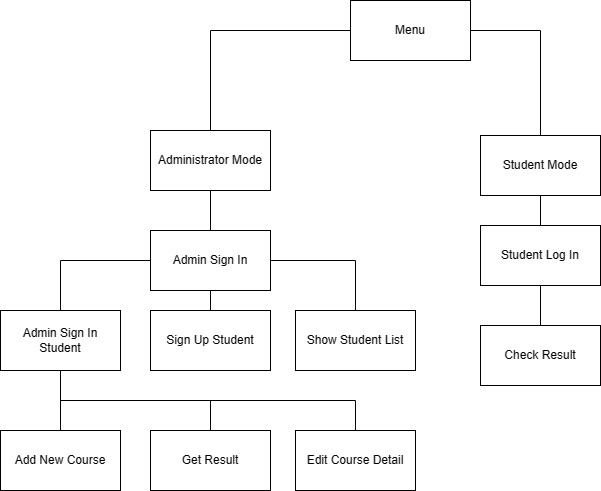 Menu
Administrator Mode
Student Mode
Admin Sign In
Student Log In
Admin Sign In
Student
Sign Up Student
Show Student List
Check Result
Add New Course
Get Result
Edit Course Detail